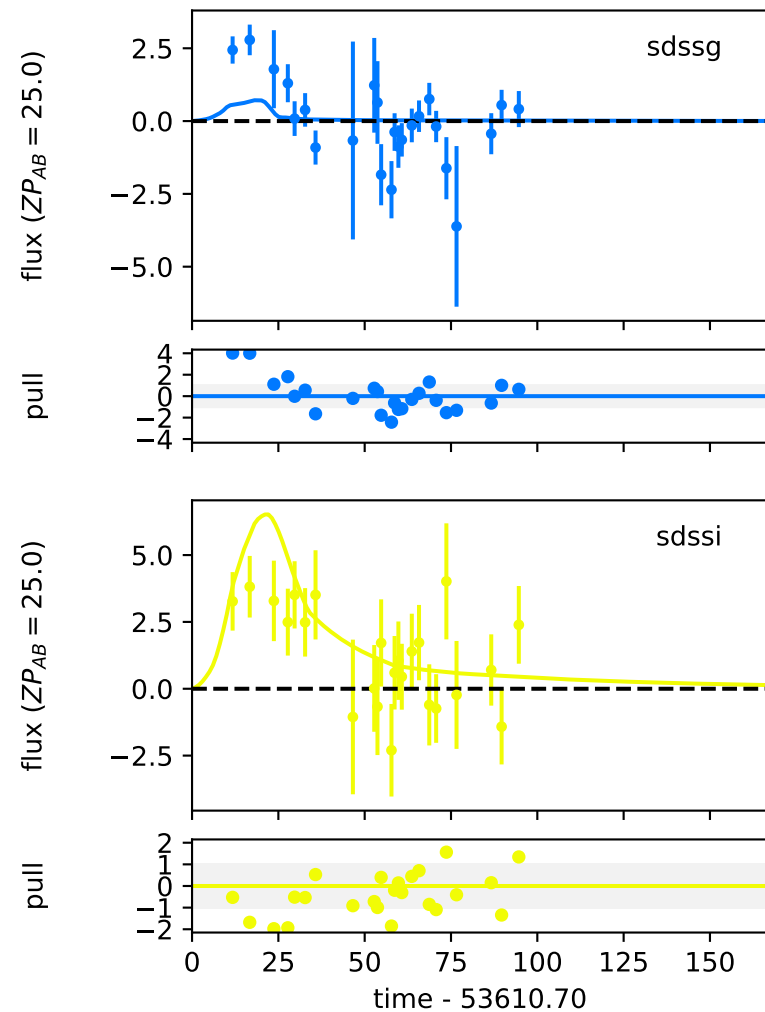 sdssg
flux (ZP_AB = 25.0)
2.5
0.0
−2.5
−5.0
pull
4
2
0
−2
−4
sdssi
flux (ZP_AB = 25.0)
5.0
2.5
0.0
−2.5
pull
2
1
0
−1
−2
0 25 50 75 100 125 150
time - 53610.70